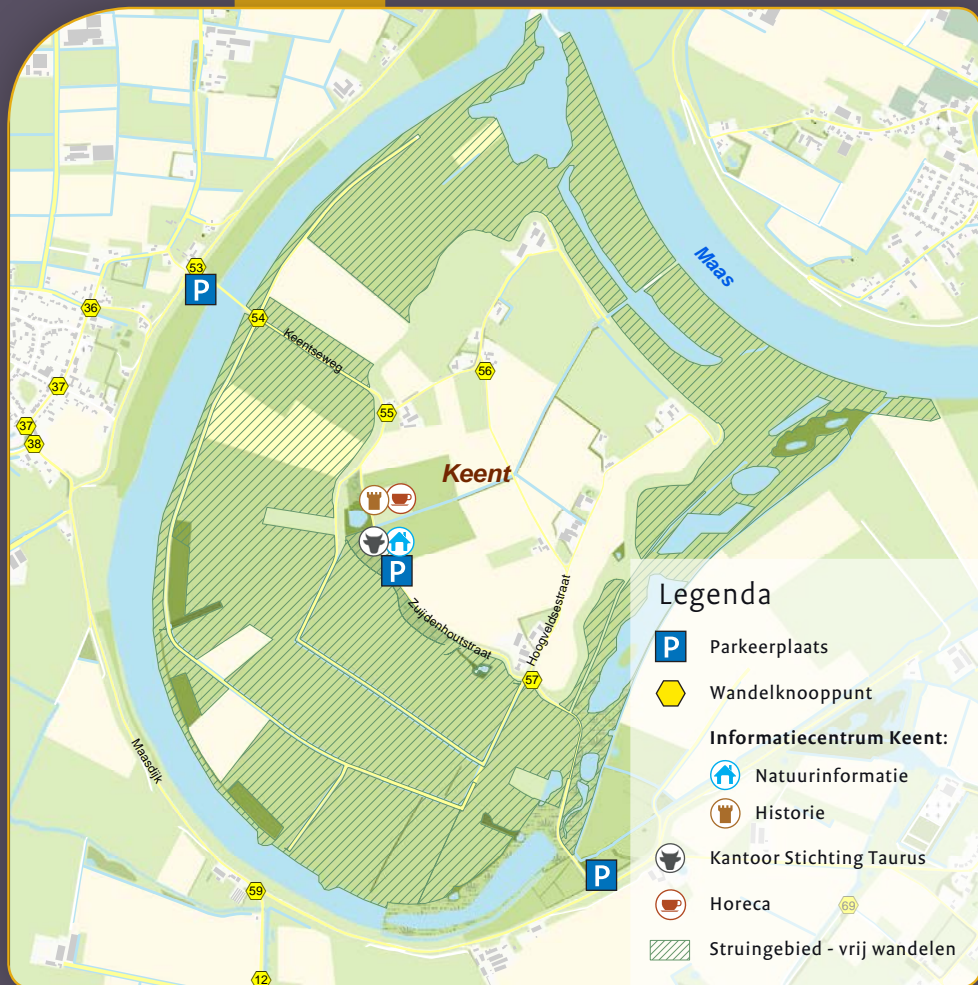 Maas
53
P
36
54
Keentseweg
56
37
55
37
38
Keent
P
Zuijdenhoutstraat
Hoogveldsestraat
57
Maasdijk
P
59
12
69
Legenda
P Parkeerplaats
Wandelknooppunt
Informatiecentrum Keent:
Natuurinformatie
Historie
Kantoor Stichting Taurus
Horeca
Struingebied - vrij wandelen